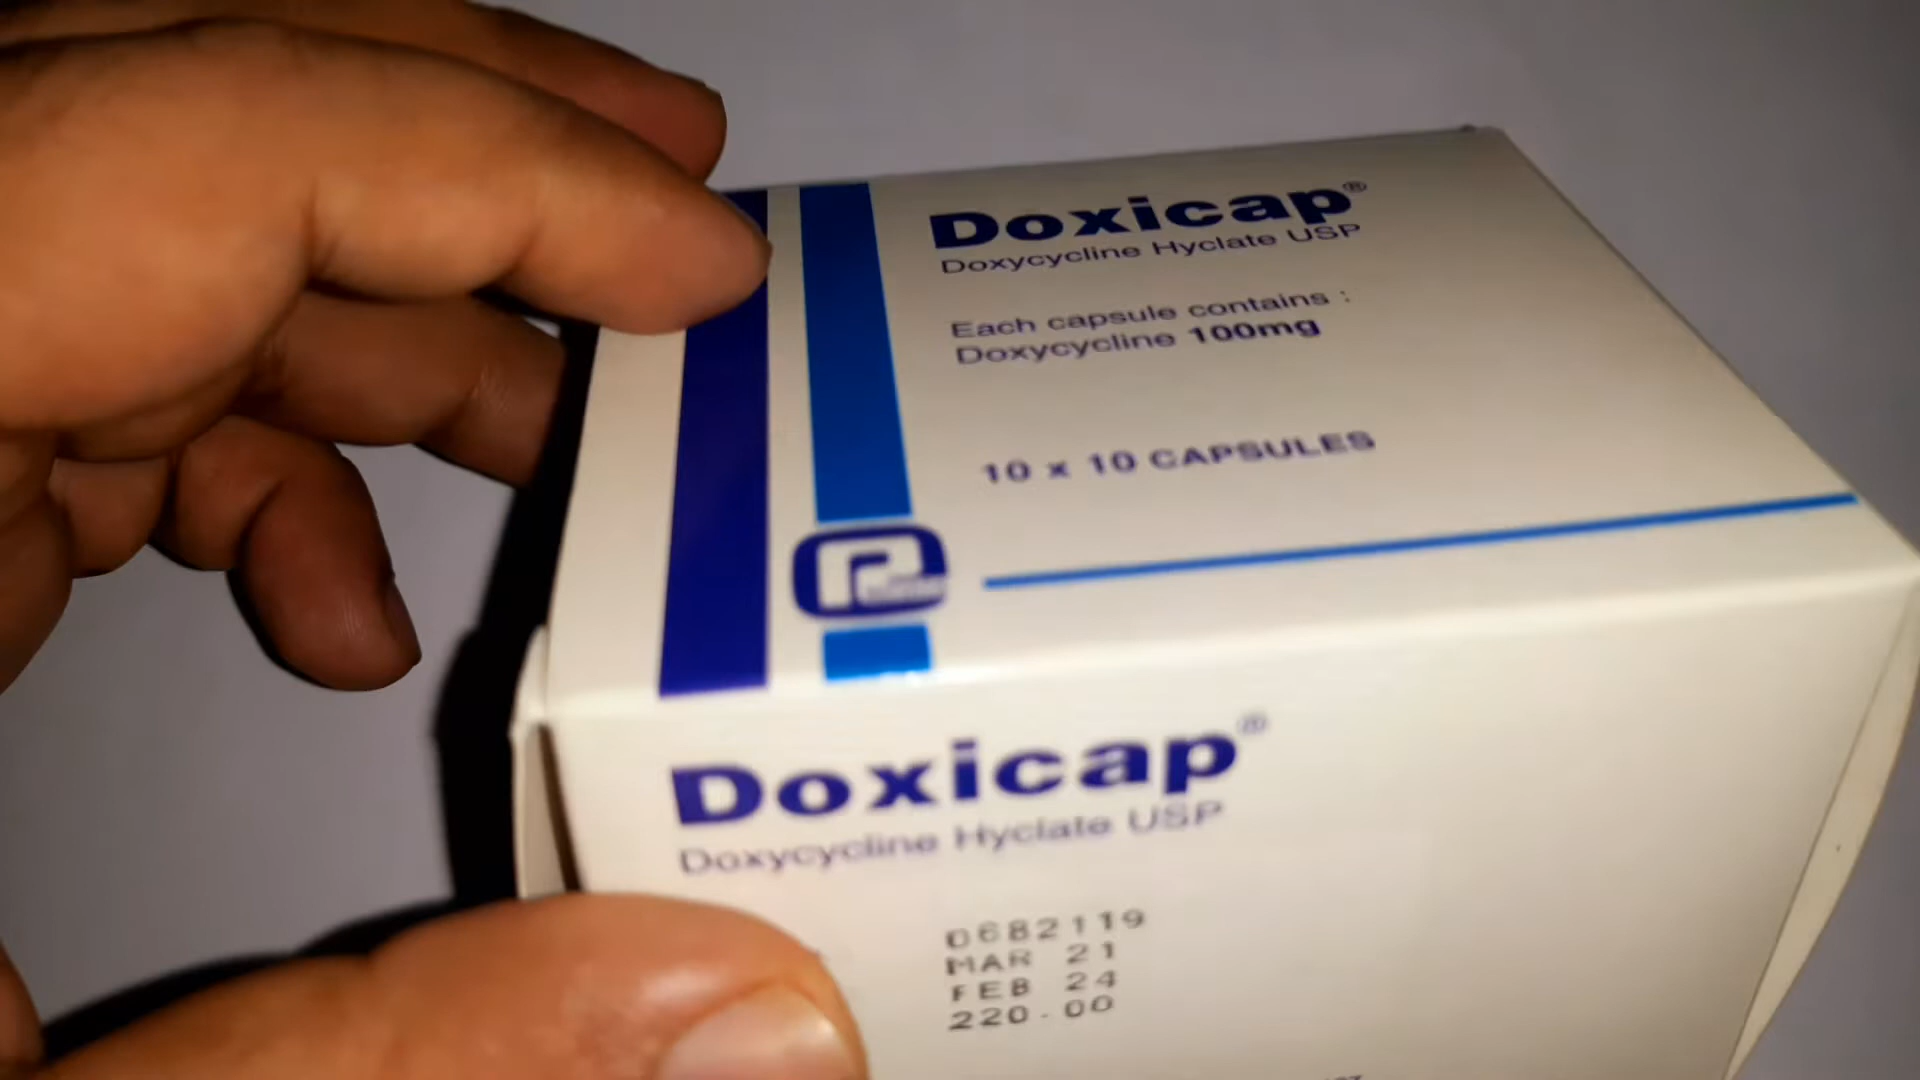 Doxicap®
Doxycycline Hyclate USP
Each capsule contains :
Doxycycline 100mg
10 x 10 CAPSULES
Doxicap®
Doxycycline Hyclate USP
0682119
MAR 21
FEB 24
220.00